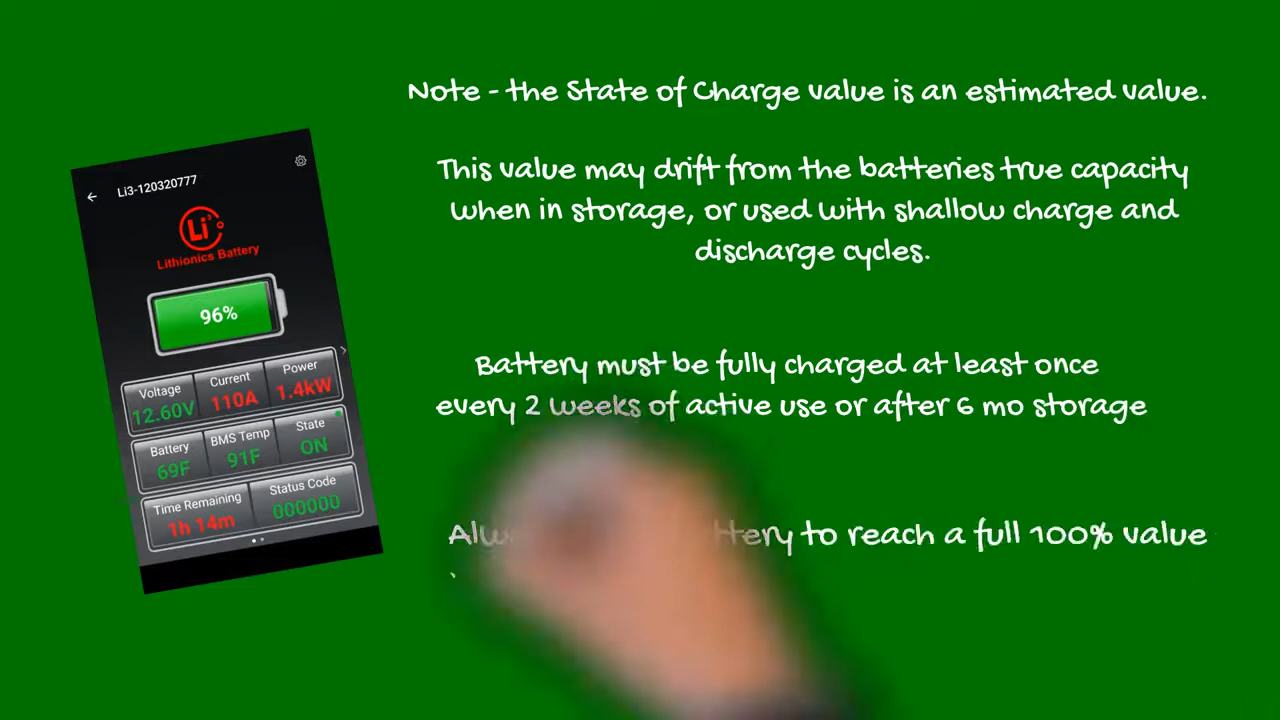 Note - the State of Charge value is an estimated value.
This value may drift from the batteries true capacity
when in storage, or used with shallow charge and
discharge cycles.
Battery must be fully charged at least once
every 2 weeks of active use or after 6 mo storage
to reach a full 100% value
Li3-120320777
Li3
Lithionics Battery
96%
Voltage Current Power
12.60V 110A 1.4kW
Battery BMS Temp State
69F 91F ON
Time Remaining Status Code
1h 14m 000000